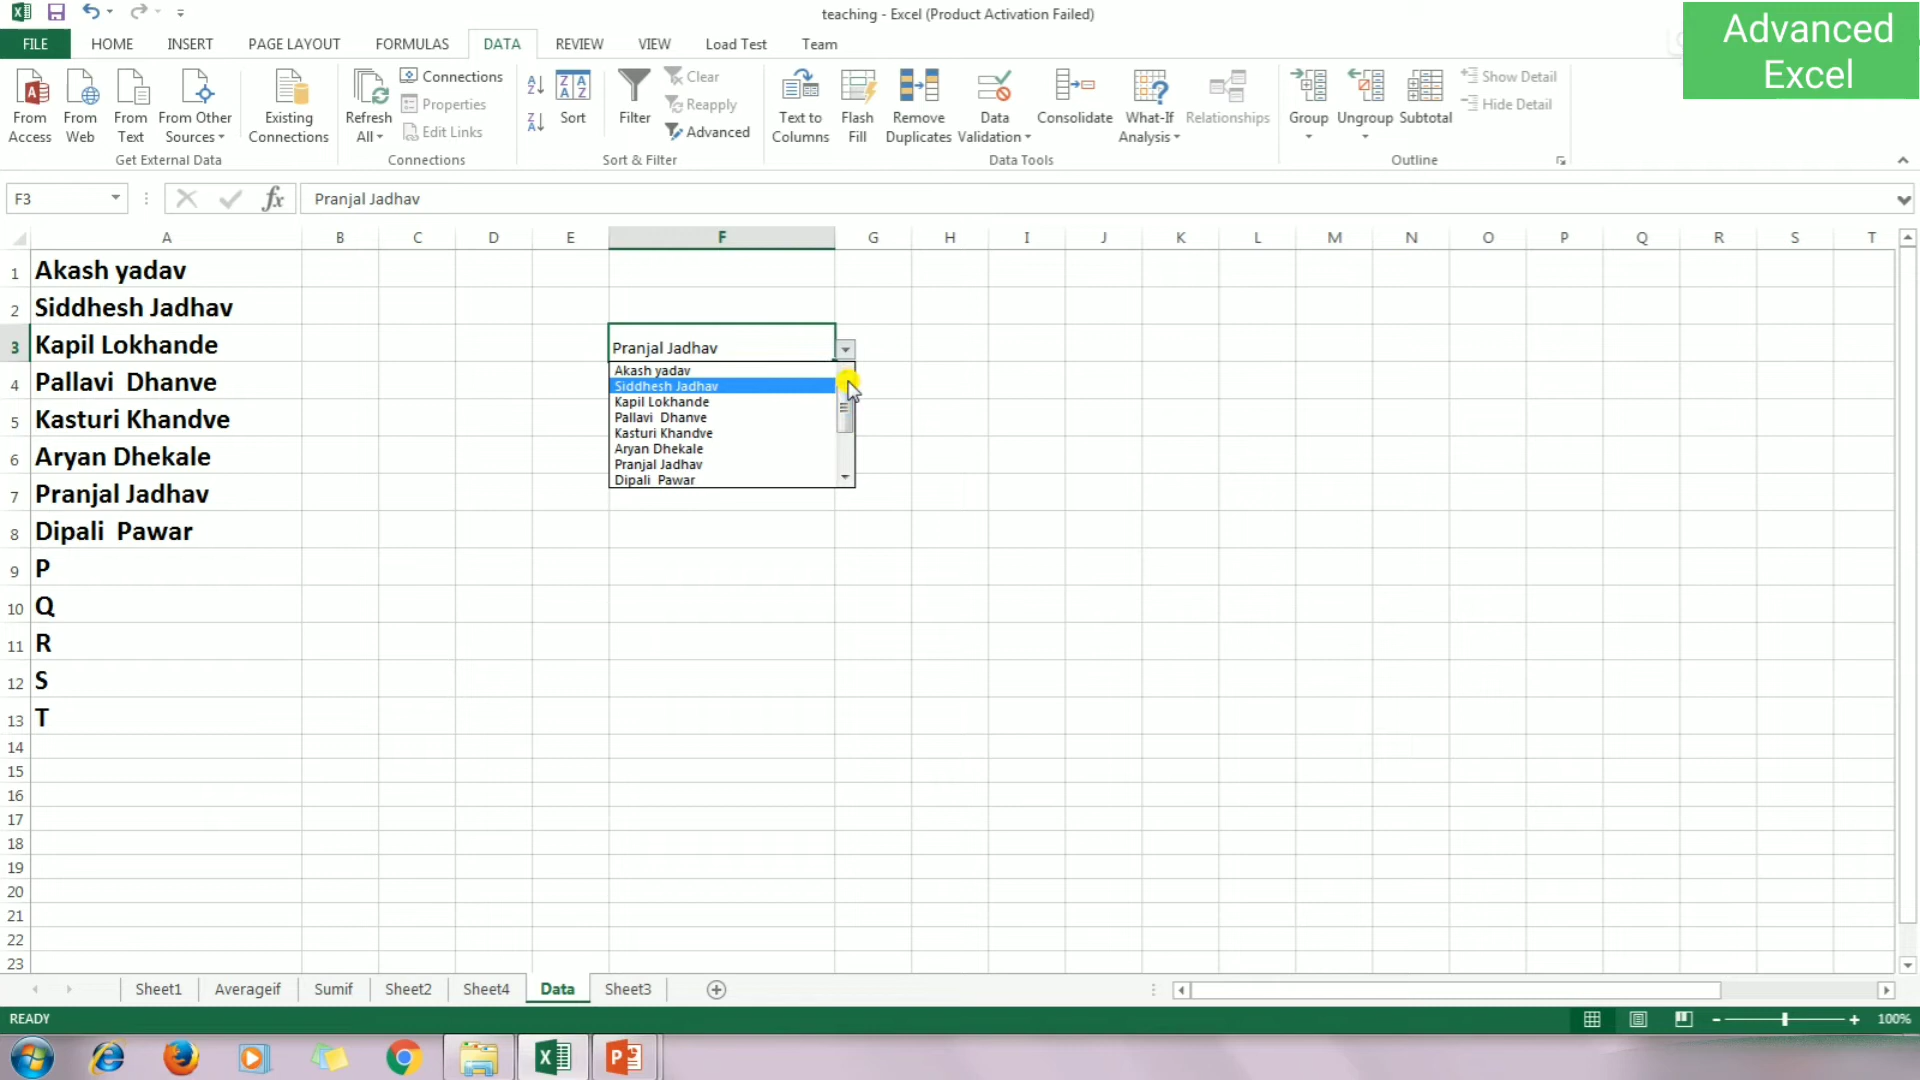 teaching - Excel (Product Activation Failed)
Advanced
Excel
FILE HOME INSERT PAGE LAYOUT FORMULAS DATA REVIEW VIEW Load Test Team
From Access
From Web
From Text
From Other Sources
Existing Connections
Get External Data
Refresh All
Connections
Properties
Edit Links
Connections
Sort
Filter
Clear
Reapply
Advanced
Sort & Filter
Text to Columns
Flash Fill
Remove Duplicates
Data Validation
Consolidate
What-If Analysis
Relationships
Data Tools
Group
Ungroup
Subtotal
Show Detail
Hide Detail
Outline
F3 fx Pranjal Jadhav
A B C D E F G H I J K L M N O P Q R S T
1 Akash yadav
2 Siddhesh Jadhav
3 Kapil Lokhande
4 Pallavi  Dhanve
5 Kasturi Khandve
6 Aryan Dhekale
7 Pranjal Jadhav
8 Dipali  Pawar
9 P
10 Q
11 R
12 S
13 T
14
15
16
17
18
19
20
21
22
23
Pranjal Jadhav
Akash yadav
Siddhesh Jadhav
Kapil Lokhande
Pallavi  Dhanve
Kasturi Khandve
Aryan Dhekale
Pranjal Jadhav
Dipali  Pawar
Sheet1 Averageif Sumif Sheet2 Sheet4 Data Sheet3
READY
100%